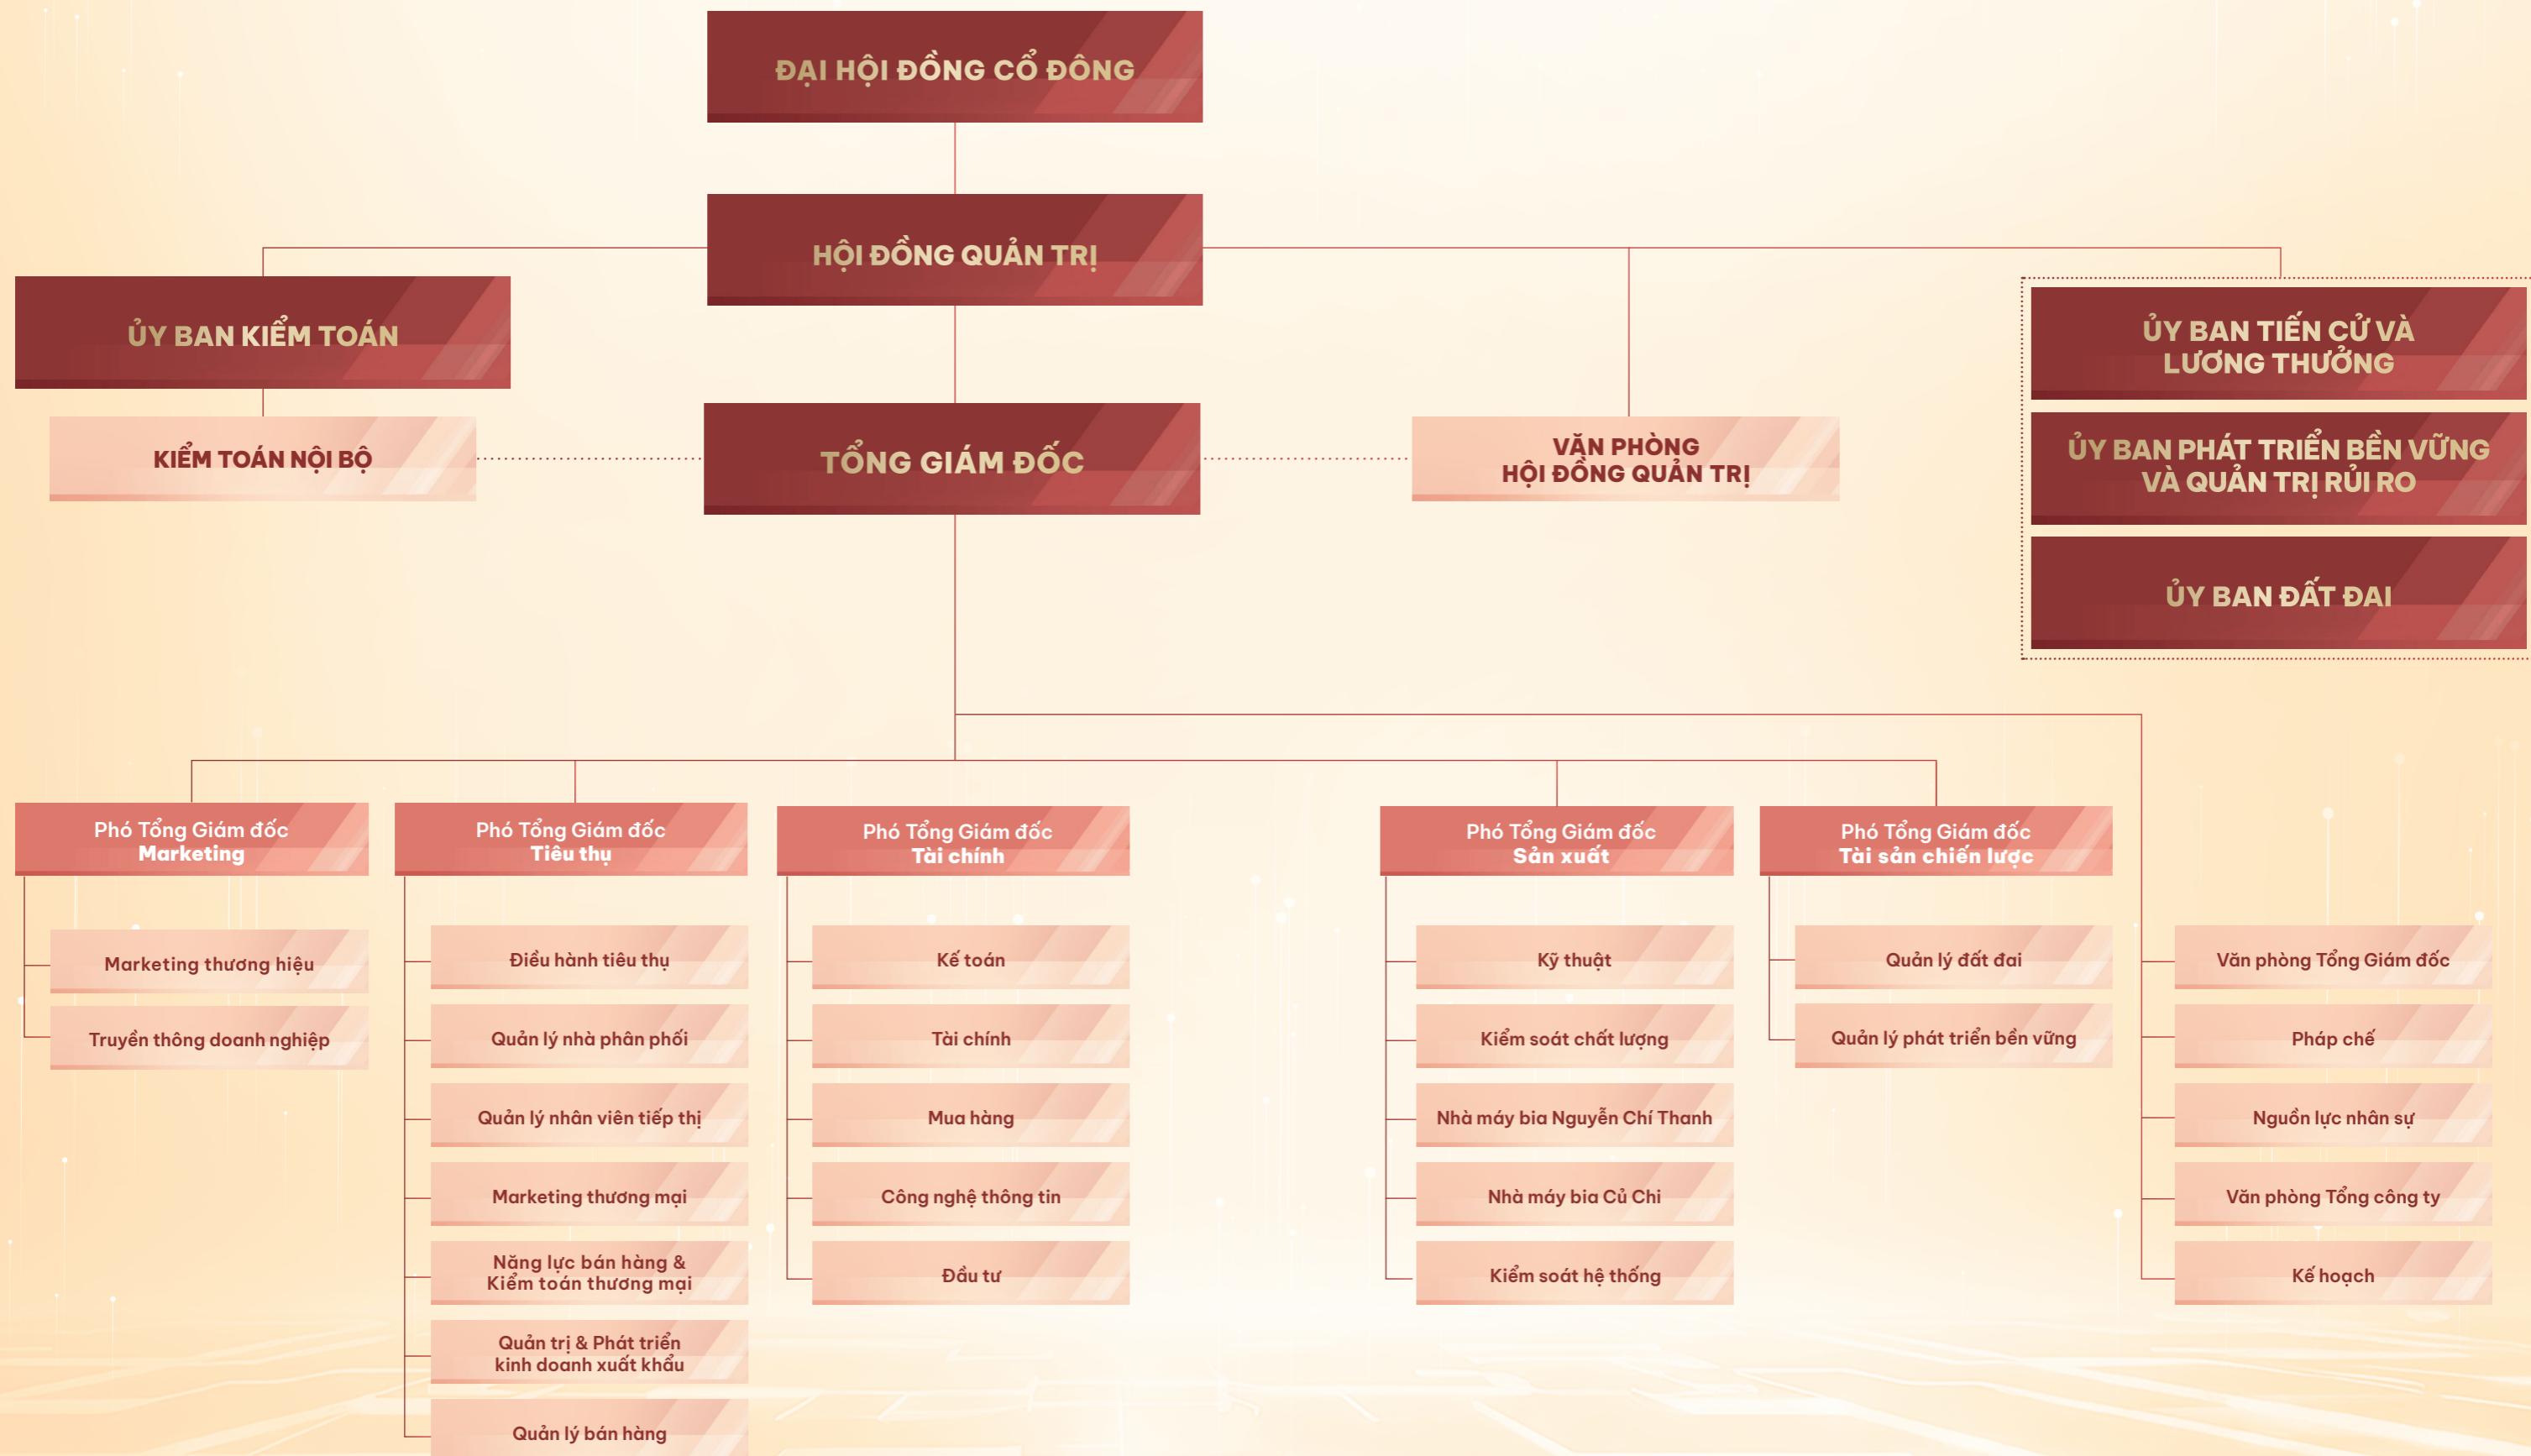 ĐẠI HỘI ĐỒNG CỔ ĐÔNG
HỘI ĐỒNG QUẢN TRỊ
ỦY BAN KIỂM TOÁN
KIỂM TOÁN NỘI BỘ
TỔNG GIÁM ĐỐC
VĂN PHÒNG
HỘI ĐỒNG QUẢN TRỊ
ỦY BAN TIẾN CỬ VÀ
LƯƠNG THƯỞNG
ỦY BAN PHÁT TRIỂN BỀN VỮNG
VÀ QUẢN TRỊ RỦI RO
ỦY BAN ĐẤT ĐAI
Phó Tổng Giám đốc
Marketing
Marketing thương hiệu
Truyền thông doanh nghiệp
Phó Tổng Giám đốc
Tiêu thụ
Điều hành tiêu thụ
Quản lý nhà phân phối
Quản lý nhân viên tiếp thị
Marketing thương mại
Năng lực bán hàng &
Kiểm toán thương mại
Quản trị & Phát triển
kinh doanh xuất khẩu
Quản lý bán hàng
Phó Tổng Giám đốc
Tài chính
Kế toán
Tài chính
Mua hàng
Công nghệ thông tin
Đầu tư
Phó Tổng Giám đốc
Sản xuất
Kỹ thuật
Kiểm soát chất lượng
Nhà máy bia Nguyễn Chí Thanh
Nhà máy bia Củ Chi
Kiểm soát hệ thống
Phó Tổng Giám đốc
Tài sản chiến lược
Quản lý đất đai
Quản lý phát triển bền vững
Văn phòng Tổng Giám đốc
Pháp chế
Nguồn lực nhân sự
Văn phòng Tổng công ty
Kế hoạch